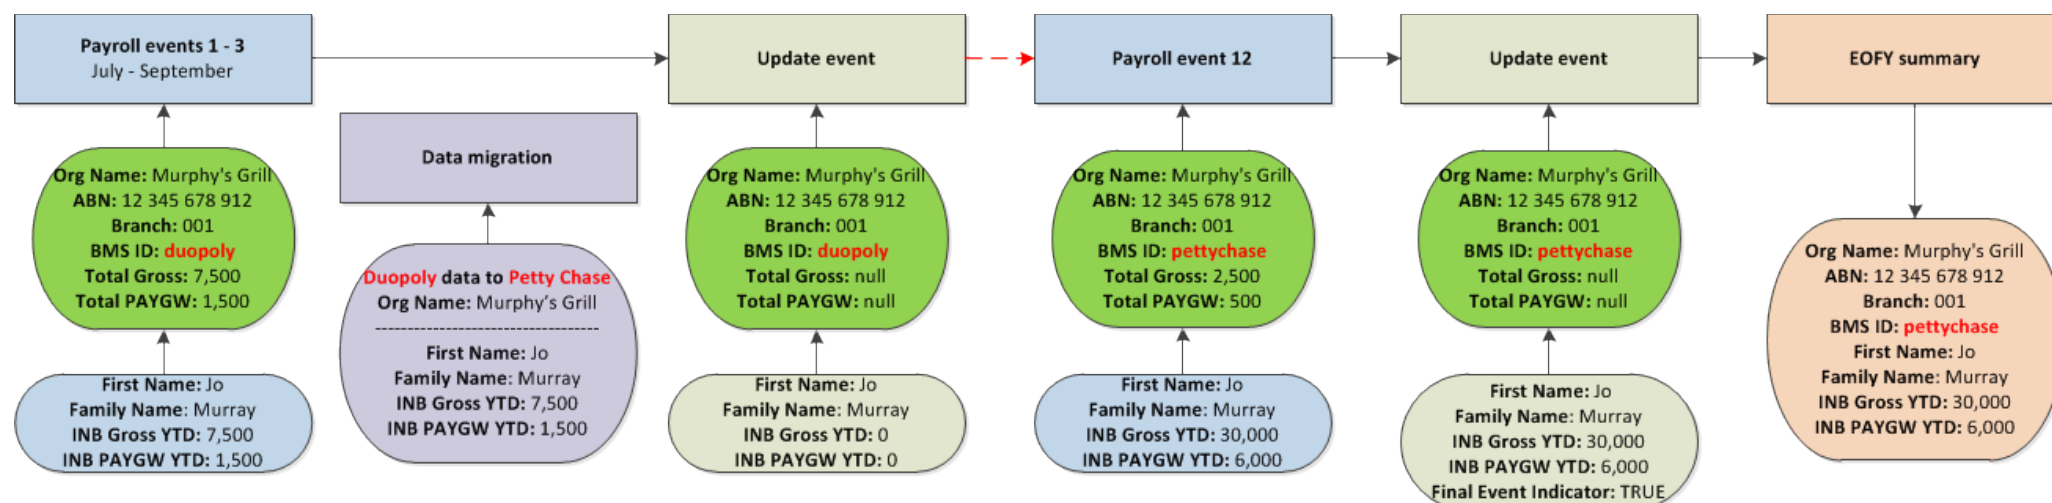 Payroll events 1 - 3
July - September
Update event
Payroll event 12
Update event
EOFY summary
Data migration
Org Name: Murphy's Grill
ABN: 12 345 678 912
Branch: 001
BMS ID: duopoly
Total Gross: 7,500
Total PAYGW: 1,500
First Name: Jo
Family Name: Murray
INB Gross YTD: 7,500
INB PAYGW YTD: 1,500
Duopoly data to Petty Chase
Org Name: Murphy’s Grill
------------------------------------
First Name: Jo
Family Name: Murray
INB Gross YTD: 7,500
INB PAYGW YTD: 1,500
Org Name: Murphy's Grill
ABN: 12 345 678 912
Branch: 001
BMS ID: duopoly
Total Gross: null
Total PAYGW: null
First Name: Jo
Family Name: Murray
INB Gross YTD: 0
INB PAYGW YTD: 0
Org Name: Murphy's Grill
ABN: 12 345 678 912
Branch: 001
BMS ID: pettychase
Total Gross: 2,500
Total PAYGW: 500
First Name: Jo
Family Name: Murray
INB Gross YTD: 30,000
INB PAYGW YTD: 6,000
Org Name: Murphy's Grill
ABN: 12 345 678 912
Branch: 001
BMS ID: pettychase
Total Gross: null
Total PAYGW: null
First Name: Jo
Family Name: Murray
INB Gross YTD: 30,000
INB PAYGW YTD: 6,000
Final Event Indicator: TRUE
Org Name: Murphy's Grill
ABN: 12 345 678 912
Branch: 001
BMS ID: pettychase
First Name: Jo
Family Name: Murray
INB Gross YTD: 30,000
INB PAYGW YTD: 6,000